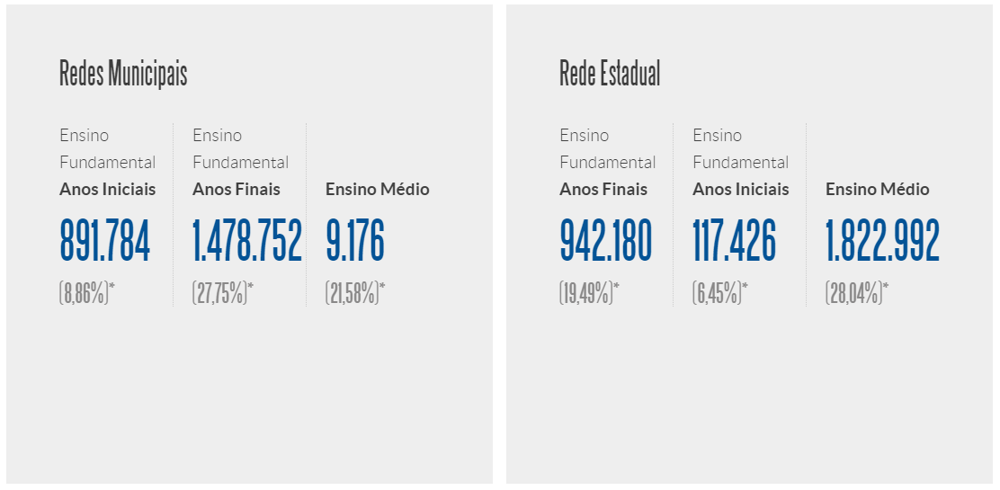 Redes Municipais
Ensino
Fundamental
Anos Iniciais
891.784
(8,86%)*
Ensino
Fundamental
Anos Finais
1.478.752
(27,75%)*
Ensino Médio
9.176
(21,58%)*
Rede Estadual
Ensino
Fundamental
Anos Finais
942.180
(19,49%)*
Ensino
Fundamental
Anos Iniciais
117.426
(6,45%)*
Ensino Médio
1.822.992
(28,04%)*